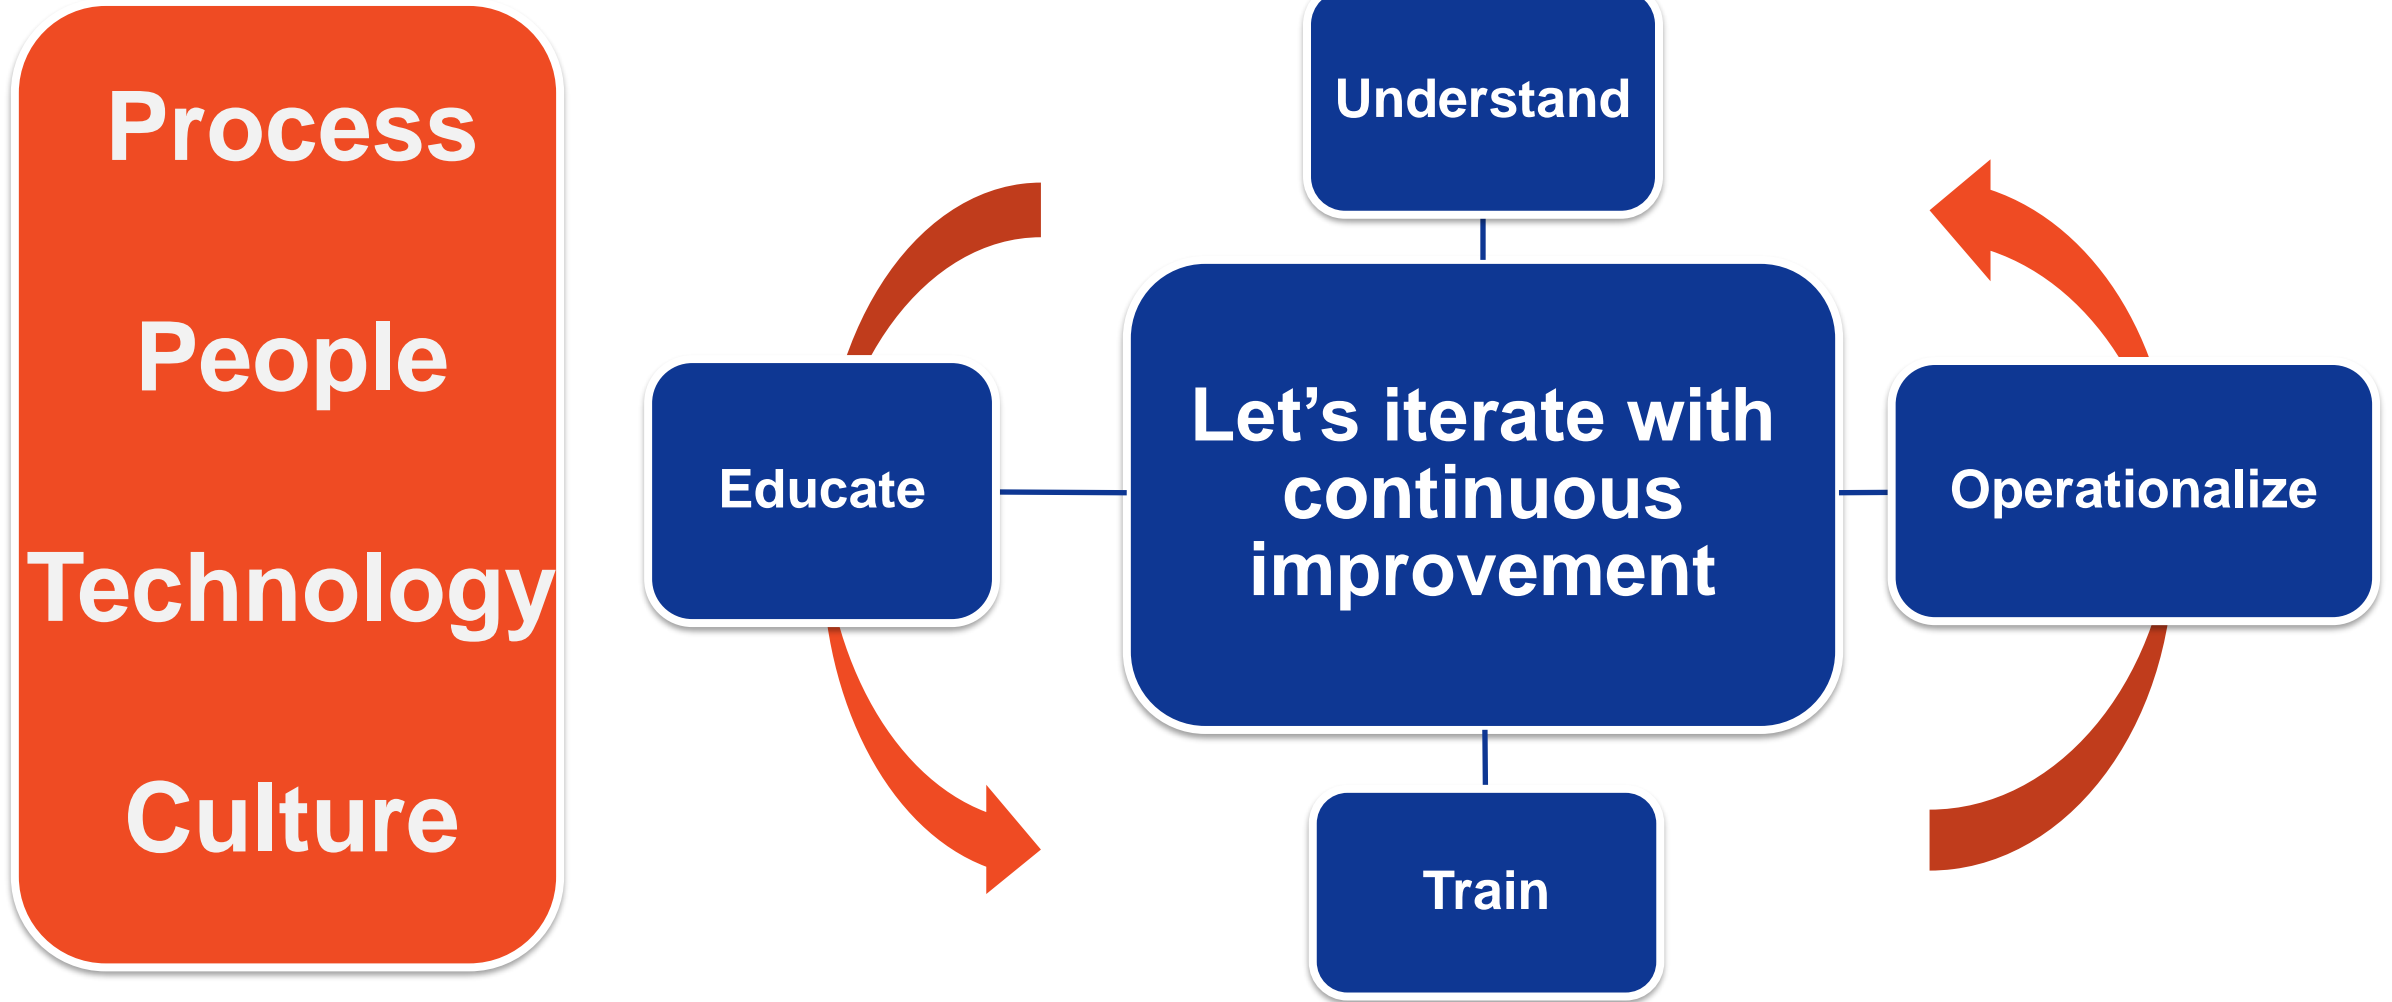 Process
People
Technology
Culture
Understand
Educate
Let’s iterate with
continuous
improvement
Operationalize
Train